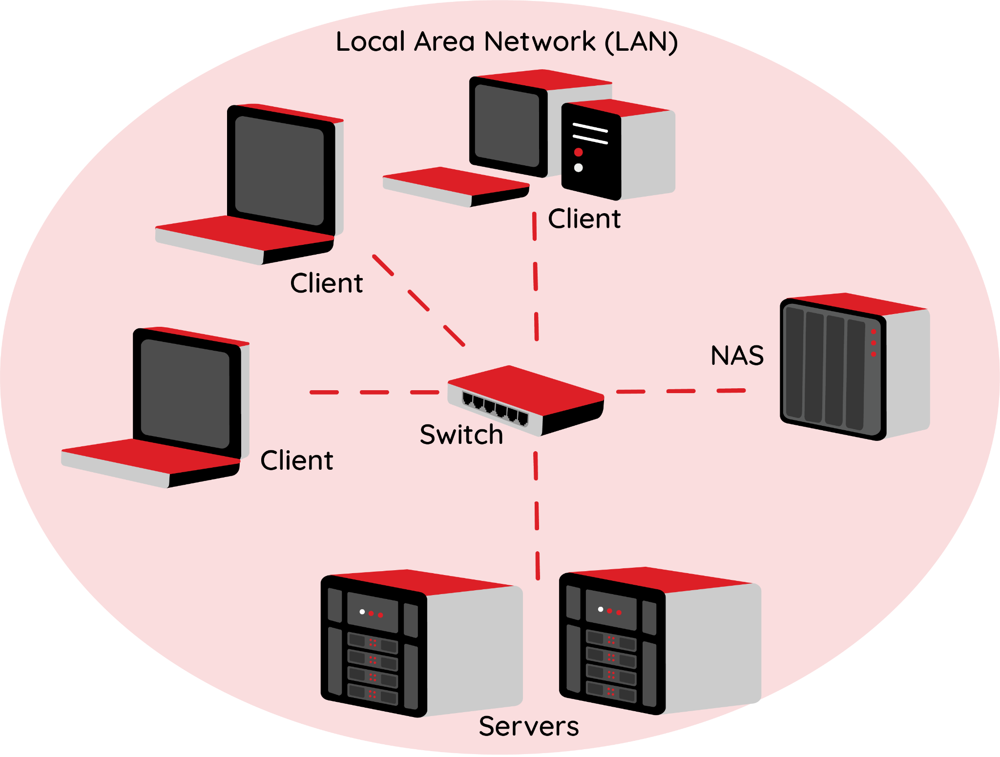 Local Area Network (LAN)
Client
Client
NAS
Switch
Client
Servers